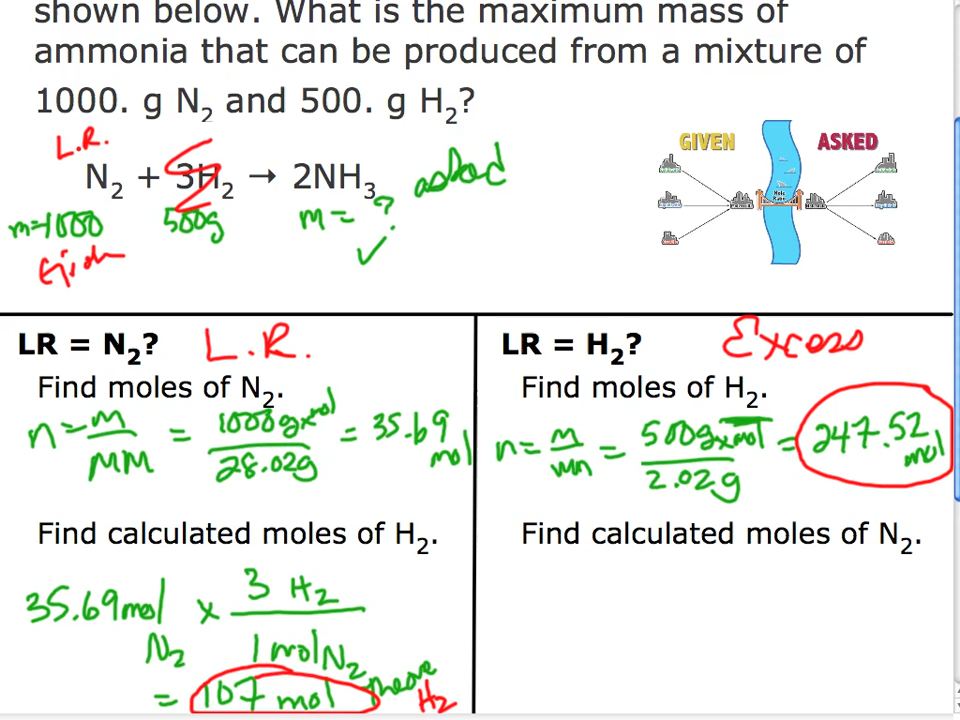 shown below. What is the maximum mass of
ammonia that can be produced from a mixture of
1000. g N₂ and 500. g H₂?
L.R.
N₂ + 3H₂ → 2NH₃ asked
m=1000 500g m = ?
✓
GIVEN ASKED
LR = N₂? L.R.
Find moles of N₂.
n = m/MM = 1000g x mol/28.02g = 35.69 mol
Find calculated moles of H₂.
35.69 mol N₂ x 3 H₂/1 mol N₂
= 107 mol H₂
LR = H₂? Excess
Find moles of H₂.
n = m/mm = 500g x mol/2.02g = 247.52 mol
Find calculated moles of N₂.